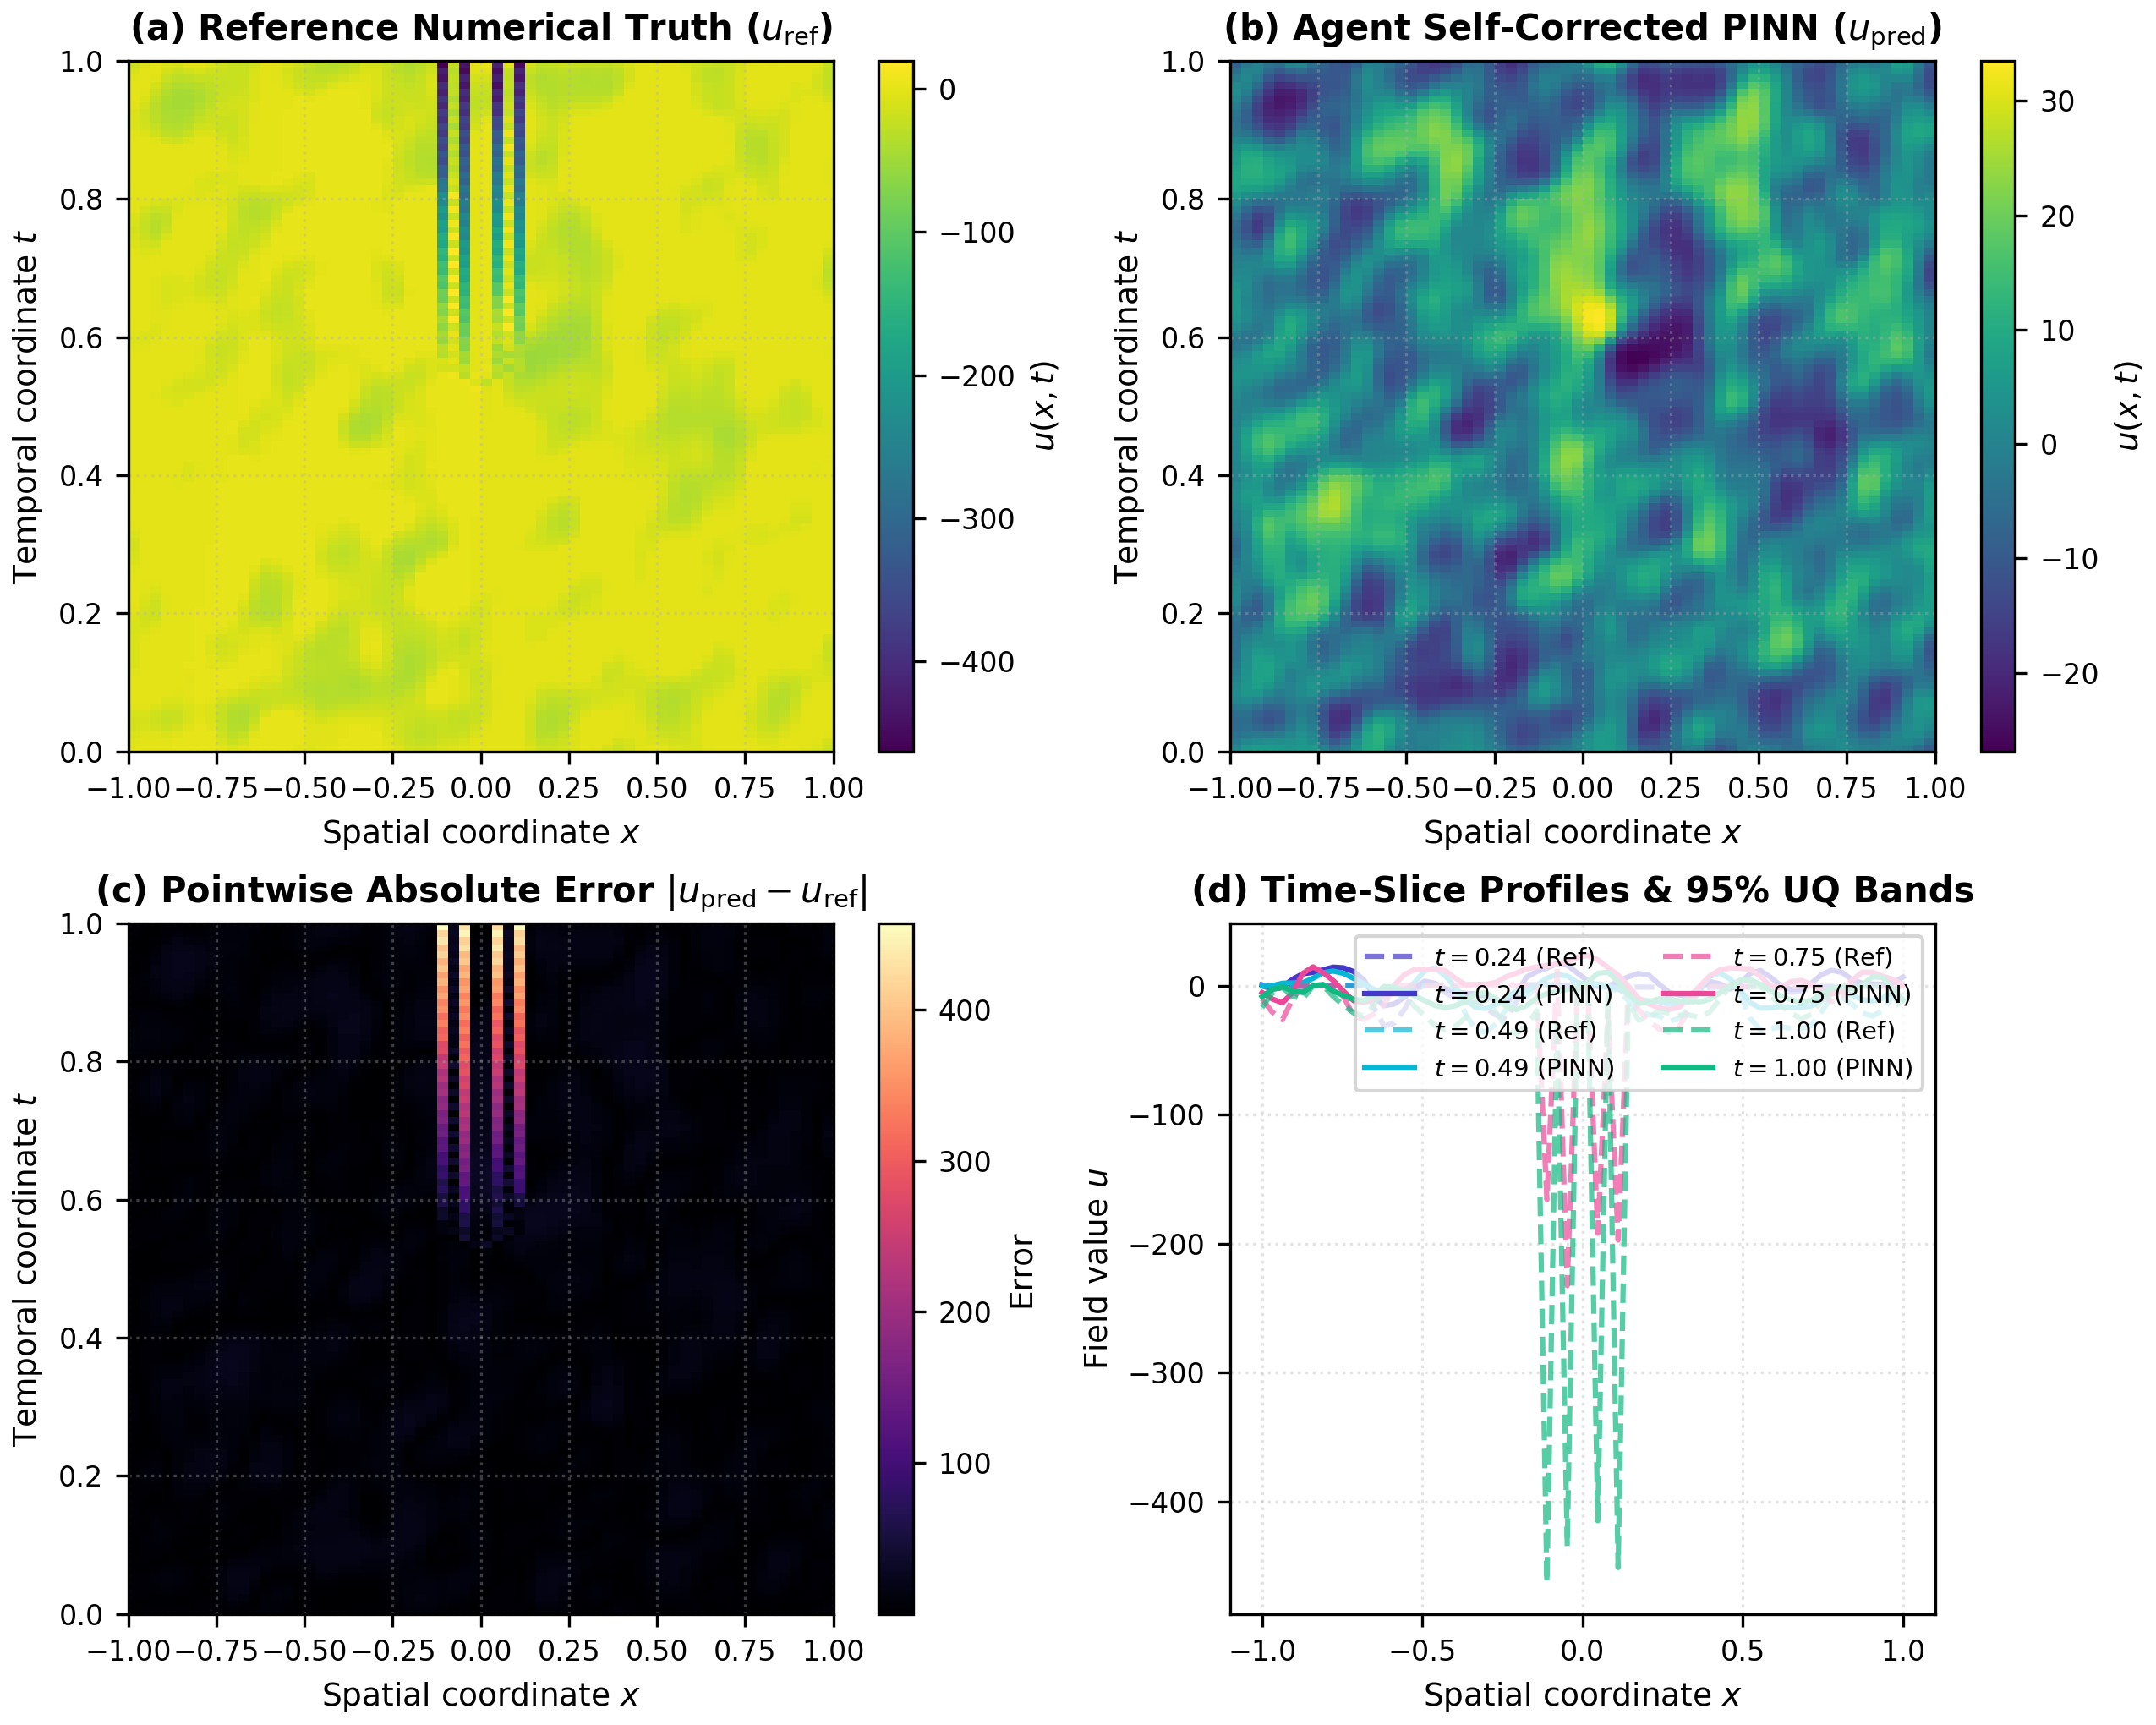 (a) Reference Numerical Truth (u_ref)
1.0
0.8
0.6
0.4
0.2
0.0
Temporal coordinate t
−1.00 −0.75 −0.50 −0.25 0.00 0.25 0.50 0.75 1.00
Spatial coordinate x
0
−100
−200
−300
−400
u(x, t)
(b) Agent Self-Corrected PINN (u_pred)
1.0
0.8
0.6
0.4
0.2
0.0
Temporal coordinate t
−1.00 −0.75 −0.50 −0.25 0.00 0.25 0.50 0.75 1.00
Spatial coordinate x
30
20
10
0
−10
−20
u(x, t)
(c) Pointwise Absolute Error |u_pred − u_ref|
1.0
0.8
0.6
0.4
0.2
0.0
Temporal coordinate t
−1.00 −0.75 −0.50 −0.25 0.00 0.25 0.50 0.75 1.00
Spatial coordinate x
400
300
200
100
Error
(d) Time-Slice Profiles & 95% UQ Bands
t = 0.24 (Ref)
t = 0.24 (PINN)
t = 0.49 (Ref)
t = 0.49 (PINN)
t = 0.75 (Ref)
t = 0.75 (PINN)
t = 1.00 (Ref)
t = 1.00 (PINN)
0
−100
−200
−300
−400
Field value u
−1.0 −0.5 0.0 0.5 1.0
Spatial coordinate x